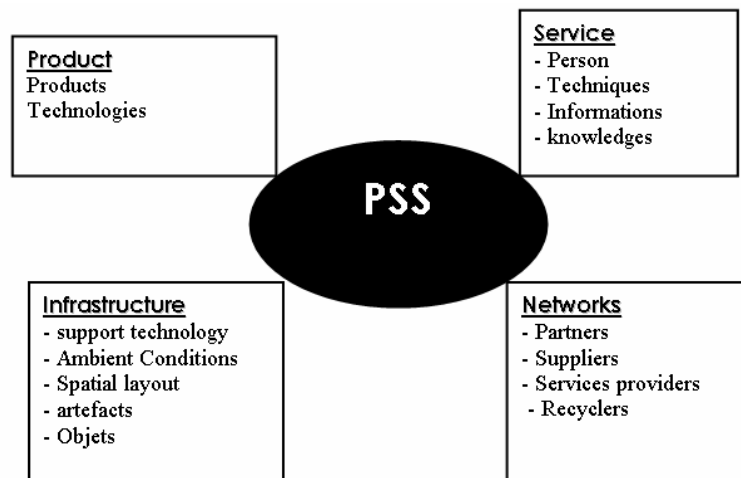 Product
Products
Technologies
Service
- Person
- Techniques
- Informations
- knowledges
PSS
Infrastructure
- support technology
- Ambient Conditions
- Spatial layout
- artefacts
- Objets
Networks
- Partners
- Suppliers
- Services providers
- Recyclers